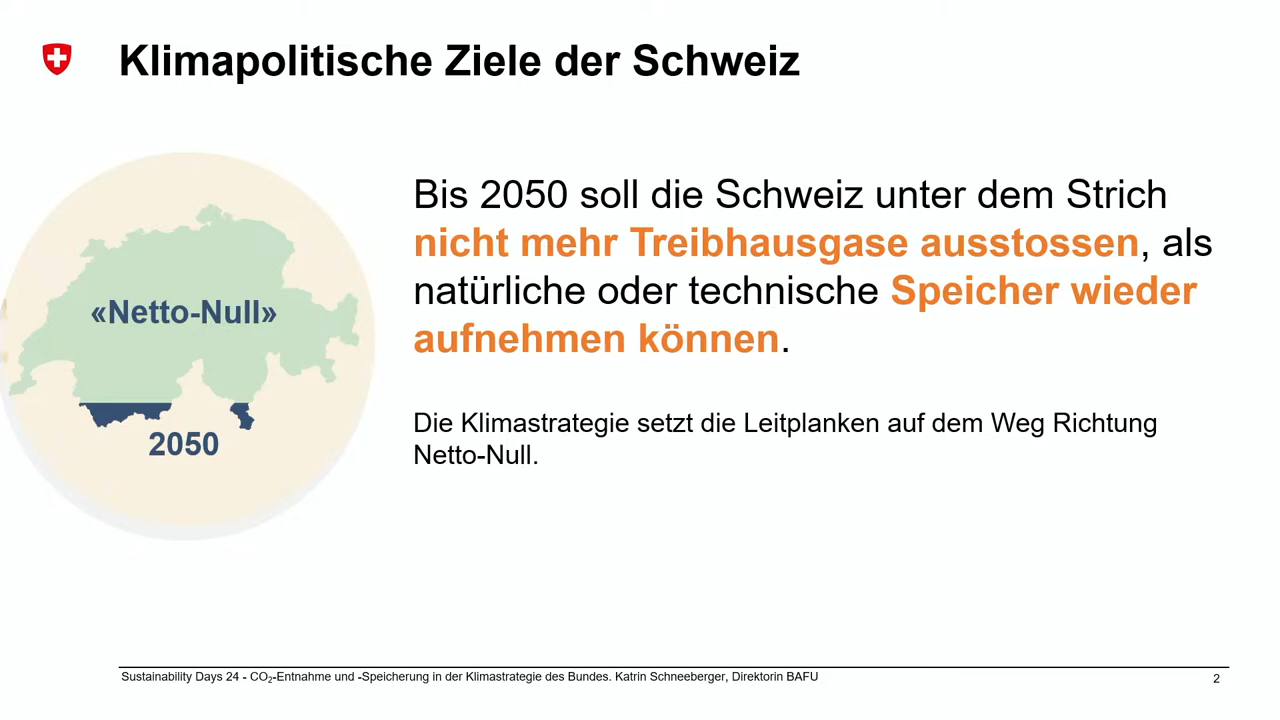 Klimapolitische Ziele der Schweiz
«Netto-Null»
2050
Bis 2050 soll die Schweiz unter dem Strich
nicht mehr Treibhausgase ausstossen, als
natürliche oder technische Speicher wieder
aufnehmen können.
Die Klimastrategie setzt die Leitplanken auf dem Weg Richtung
Netto-Null.
Sustainability Days 24 - CO₂-Entnahme und -Speicherung in der Klimastrategie des Bundes. Katrin Schneeberger, Direktorin BAFU
2